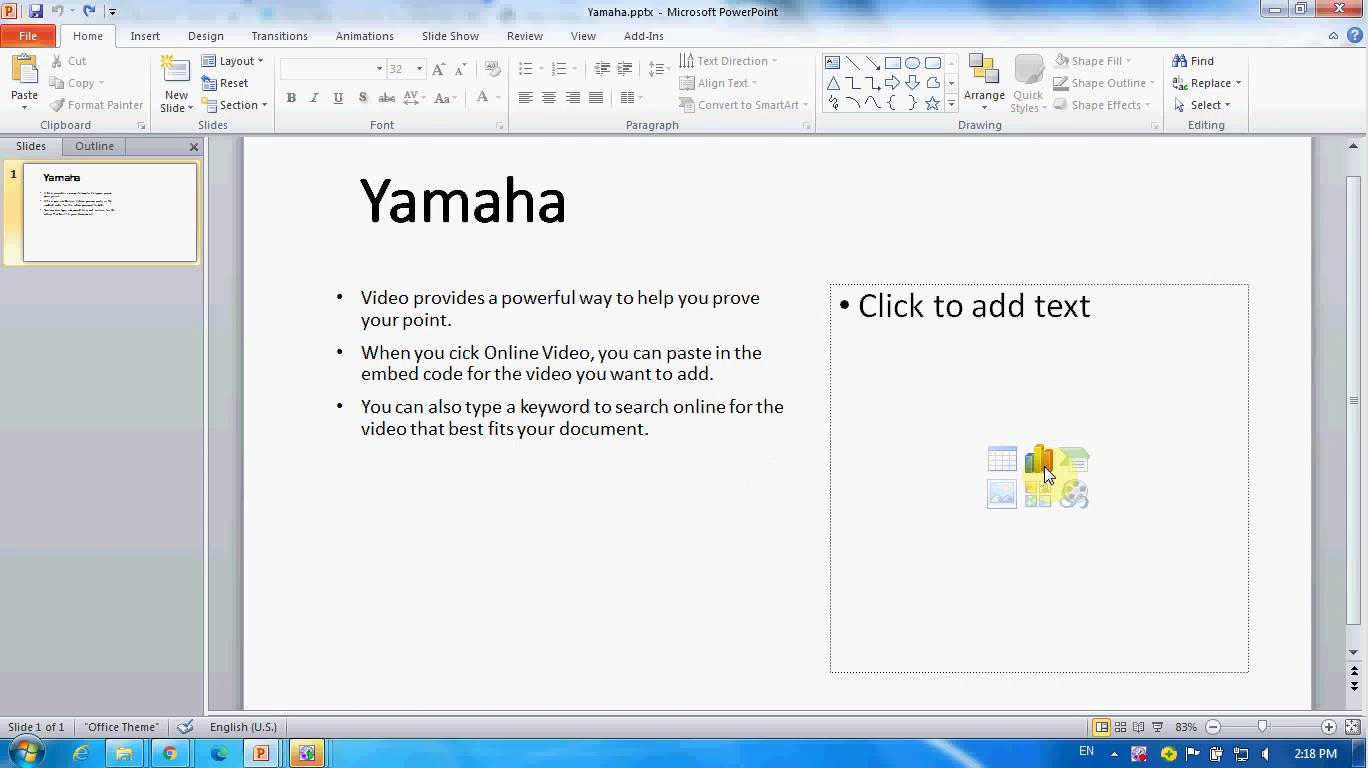 Yamaha.pptx - Microsoft PowerPoint
File Home Insert Design Transitions Animations Slide Show Review View Add-Ins
Paste
Cut
Copy
Format Painter
Clipboard
New Slide
Layout
Reset
Section
Slides
32
B I U S abc AV Aa A
Font
Text Direction
Align Text
Convert to SmartArt
Paragraph
Arrange
Quick Styles
Shape Fill
Shape Outline
Shape Effects
Drawing
Find
Replace
Select
Editing
Slides Outline
1
Yamaha
Yamaha
• Video provides a powerful way to help you prove
your point.
• When you cick Online Video, you can paste in the
embed code for the video you want to add.
• You can also type a keyword to search online for the
video that best fits your document.
• Click to add text
Slide 1 of 1 "Office Theme" English (U.S.) 83%
EN 2:18 PM